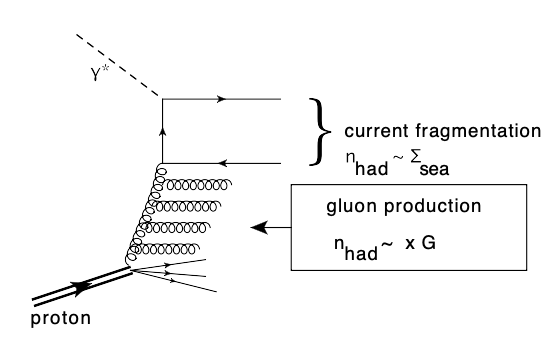 γ*
current fragmentation
n_had ~ Σ_sea
gluon production
n_had ~ x G
proton